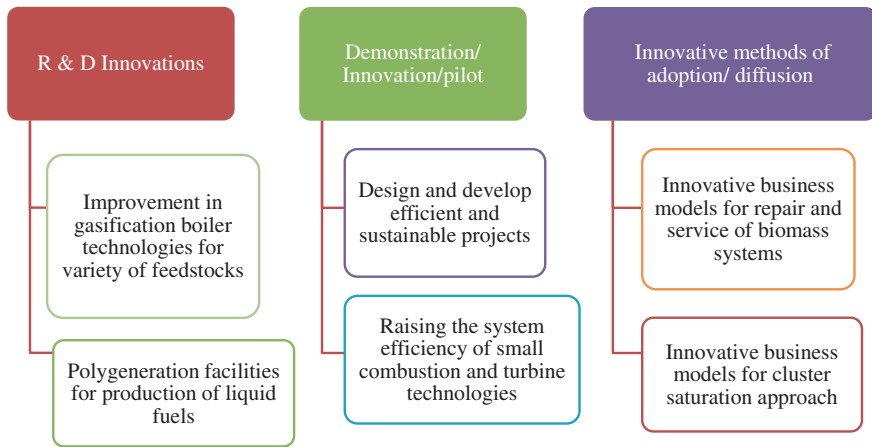 R & D Innovations
Improvement in
gasification boiler
technologies for
variety of feedstocks
Polygeneration facilities
for production of liquid
fuels
Demonstration/
Innovation/pilot
Design and develop
efficient and
sustainable projects
Raising the system
efficiency of small
combustion and turbine
technologies
Innovative methods of
adoption/ diffusion
Innovative business
models for repair and
service of biomass
systems
Innovative business
models for cluster
saturation approach